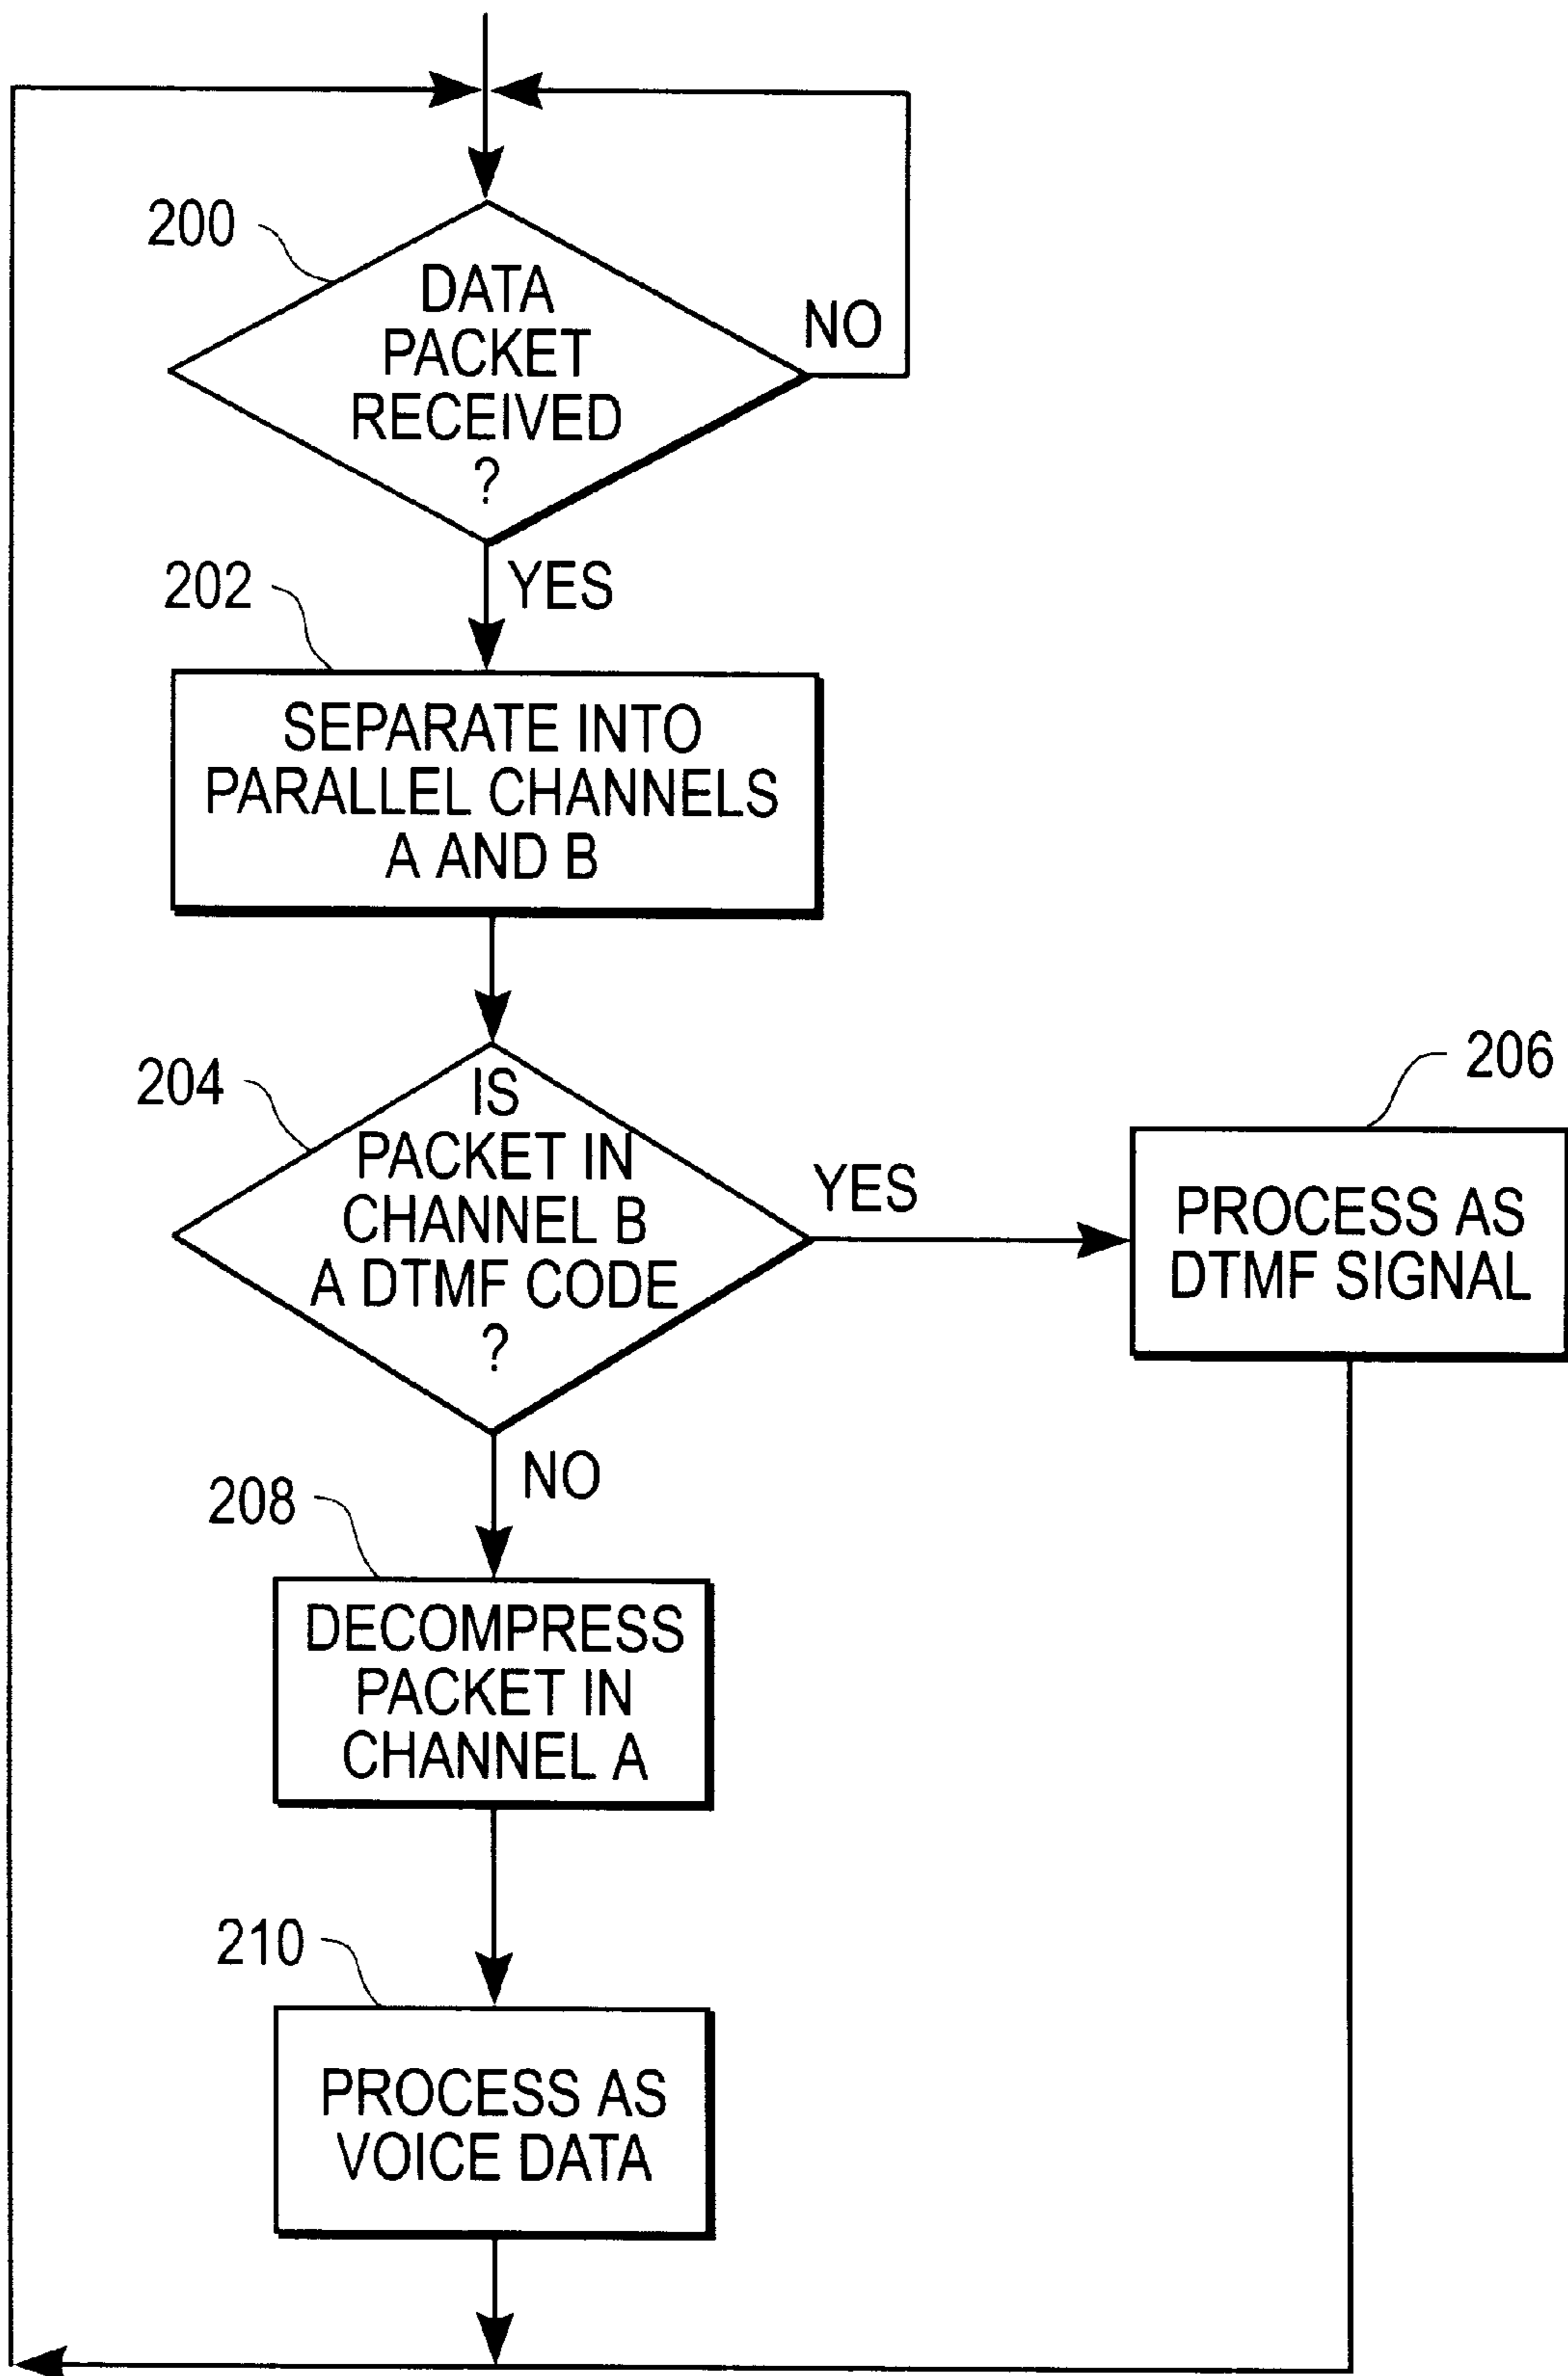 200
DATA
PACKET
RECEIVED
?
NO
YES
202
SEPARATE INTO
PARALLEL CHANNELS
A AND B
204
IS
PACKET IN
CHANNEL B
A DTMF CODE
?
YES
206
PROCESS AS
DTMF SIGNAL
NO
208
DECOMPRESS
PACKET IN
CHANNEL A
210
PROCESS AS
VOICE DATA